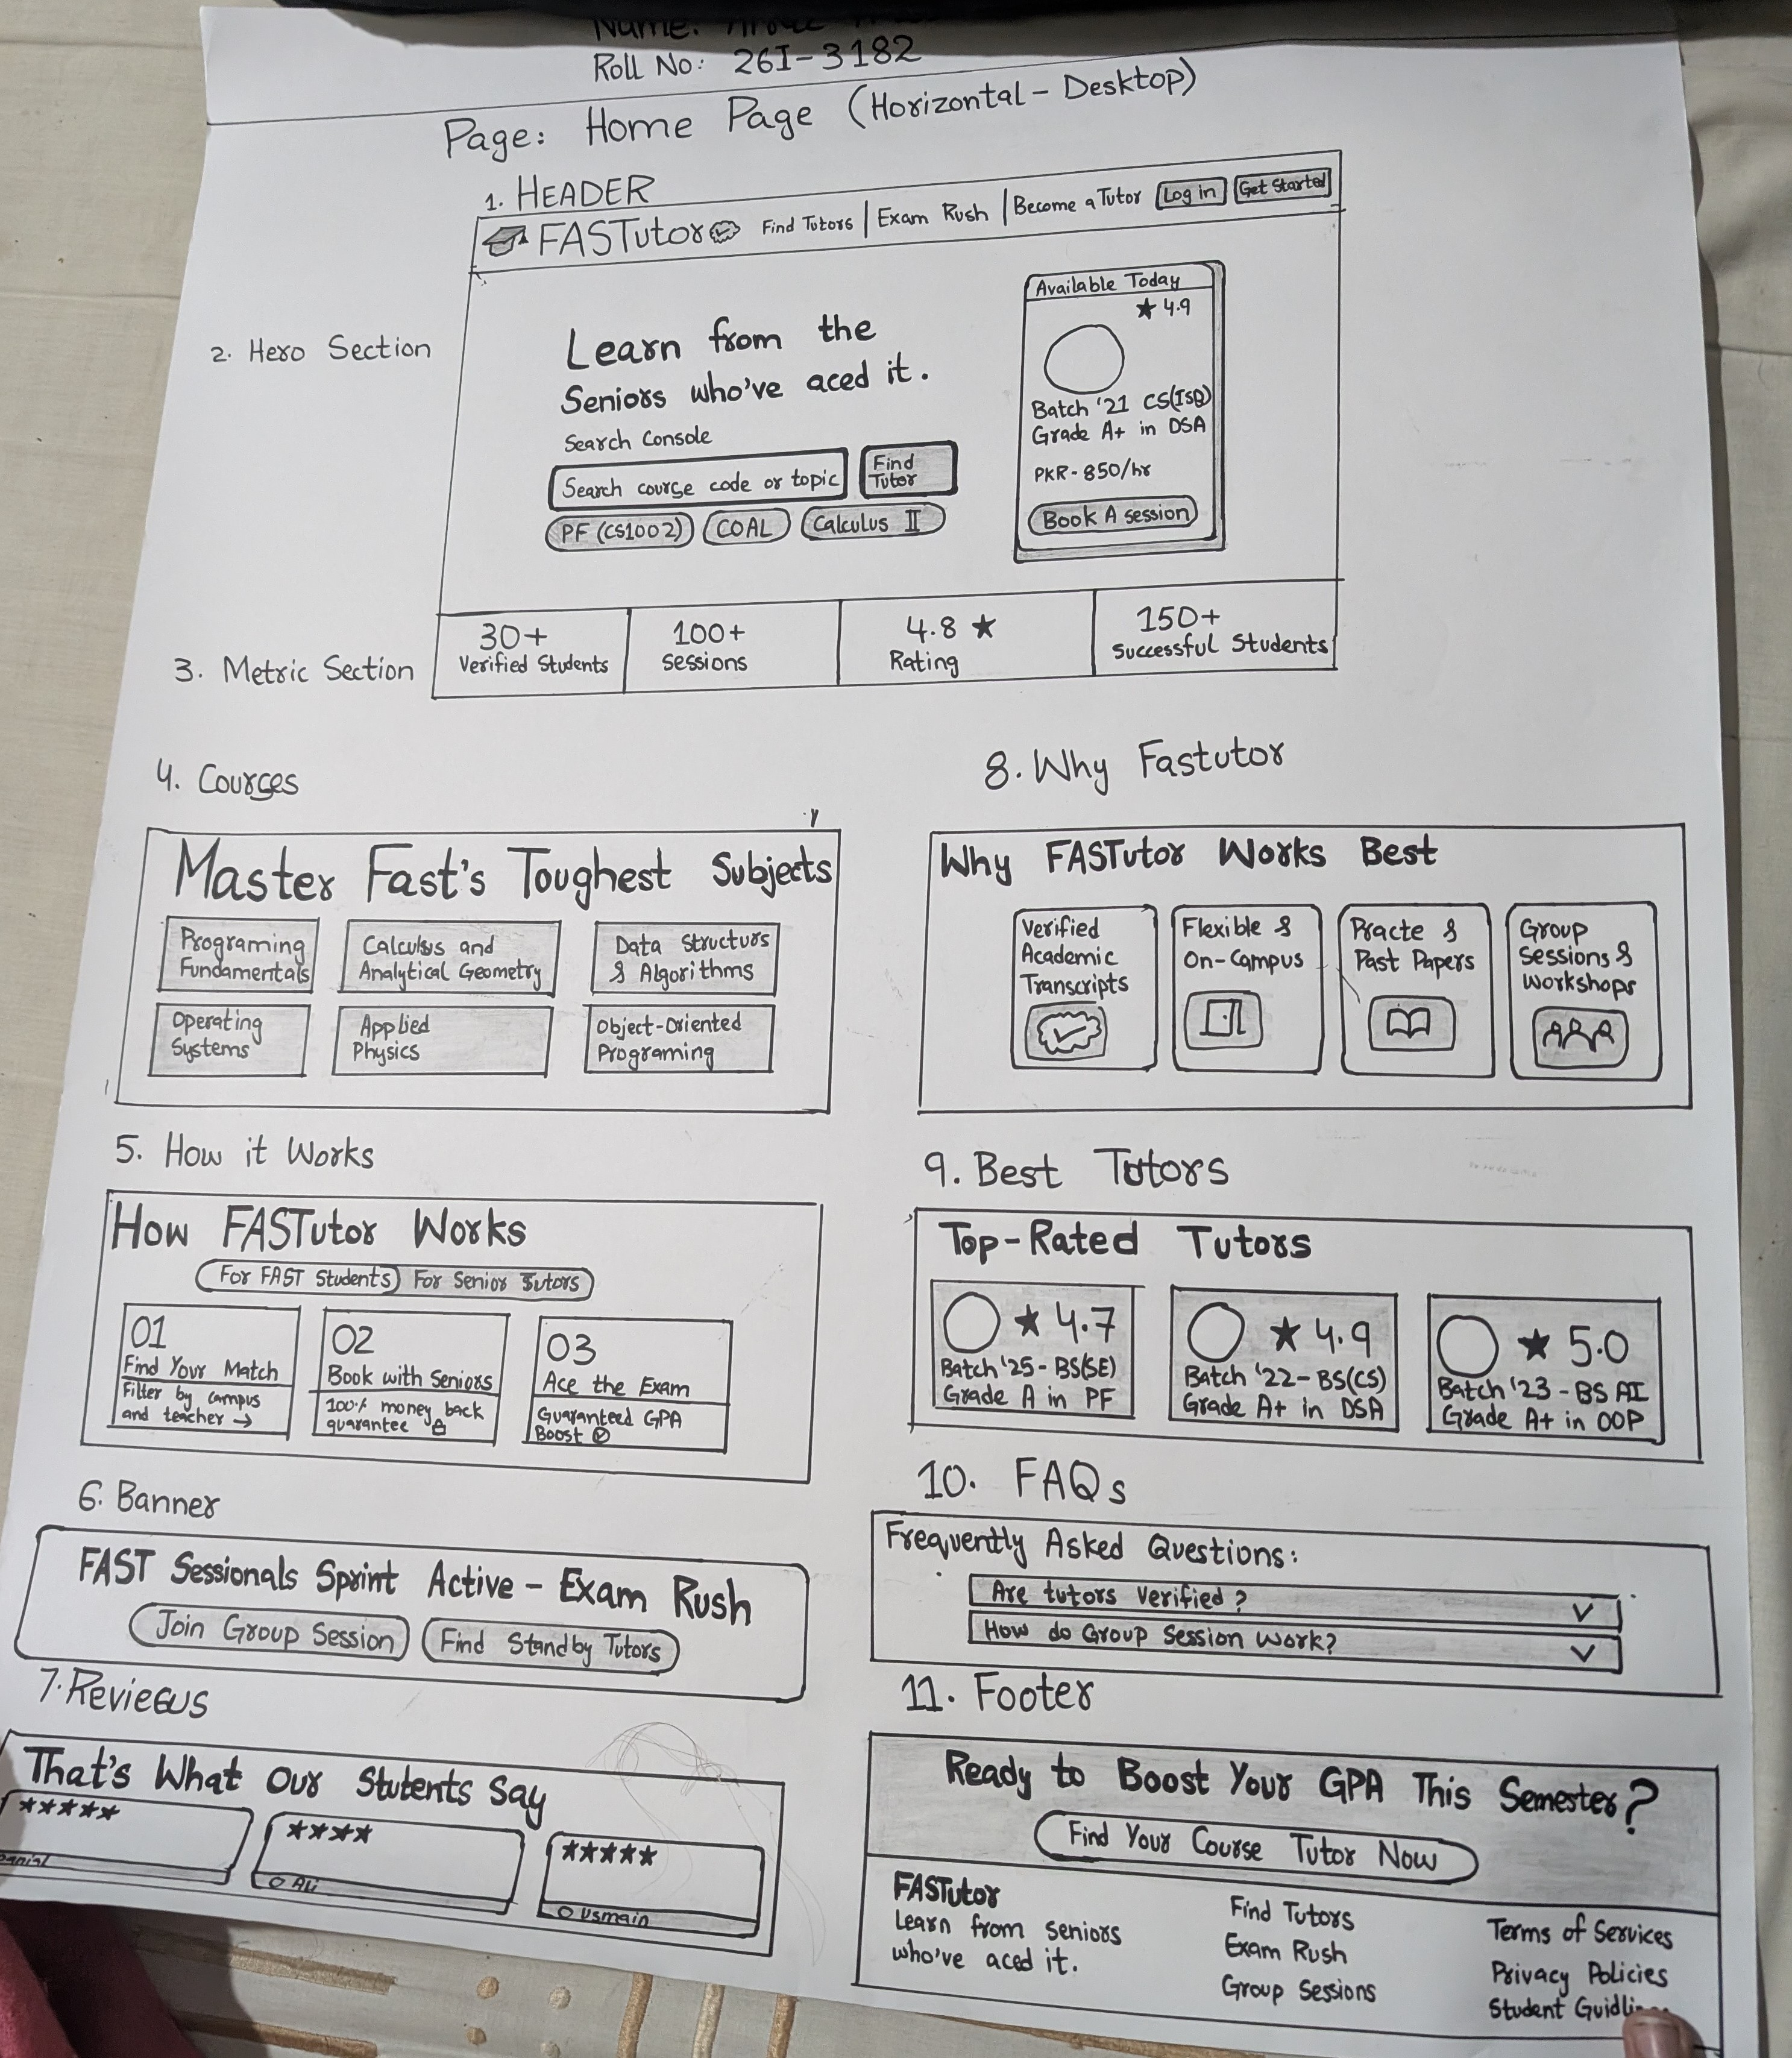 Name:
Roll No: 26I-3182
Page: Home Page (Horizontal-Desktop)
1. HEADER
FASTutor Find Tutors | Exam Rush | Become a Tutor Log in Get Started
2. Hero Section
Learn from the
Seniors who've aced it.
Search Console
Search course code or topic
Find
Tutor
PF (CS1002) COAL Calculus II
Available Today
★ 4.9
Batch '21 CS(ISB)
Grade A+ in DSA
PKR-850/hr
Book A session
3. Metric Section
30+
Verified Students
100+
Sessions
4.8 ★
Rating
150+
Successful Students
4. Cources
Master Fast's Toughest Subjects
Programing
Fundamentals
Calculus and
Analytical Geometry
Data Structurs
& Algorithms
Operating
Systems
Applied
Physics
Object-Oriented
Programing
5. How it Works
How FASTutor Works
For FAST Students For Senior Tutors
01
Find Your Match
Filter by campus
and teacher →
02
Book with Seniors
100% money back
guarantee
03
Ace the Exam
Guaranteed GPA
Boost
6. Banner
FAST Sessionals Sprint Active - Exam Rush
Join Group Session Find Standby Tutors
7. Reviews
That's What Our Stutents Say
★★★★★
★★★★
Ali
★★★★★
Usmain
8. Why Fastutor
Why FASTutor Works Best
Verified
Academic
Transcripts
Flexible &
On-Campus
Practe &
Past Papers
Group
Sessions &
Workshops
9. Best Tutors
Top-Rated Tutors
★ 4.7
Batch '25-BS(SE)
Grade A in PF
★ 4.9
Batch '22-BS(CS)
Grade A+ in DSA
★ 5.0
Batch '23-BS AI
Grade A+ in OOP
10. FAQs
Frequently Asked Questions:
Are tutors verified?
How do Group Session Work?
11. Footer
Ready to Boost Your GPA This Semester?
Find Your Course Tutor Now
FASTutor
Learn from seniors
who've aced it.
Find Tutors
Exam Rush
Group Sessions
Terms of Services
Privacy Policies
Student